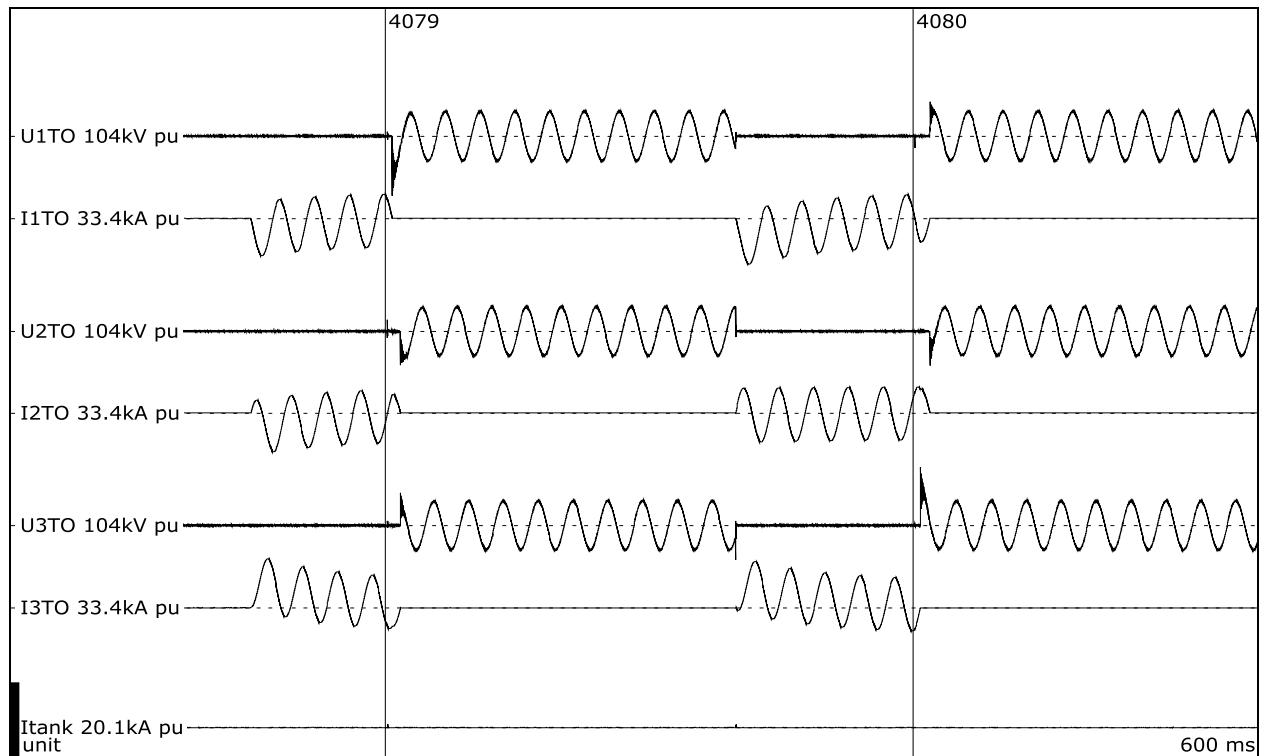 4079
4080
U1TO 104kV pu
I1TO 33.4kA pu
U2TO 104kV pu
I2TO 33.4kA pu
U3TO 104kV pu
I3TO 33.4kA pu
Itank 20.1kA pu
unit
600 ms